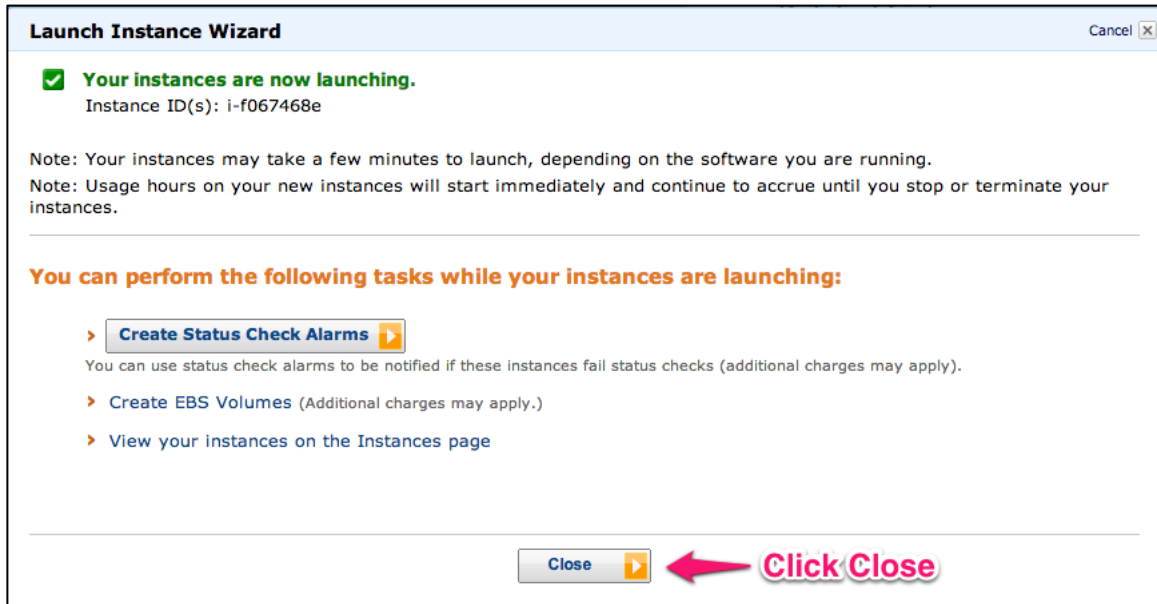 Launch Instance Wizard
Cancel
Your instances are now launching.
Instance ID(s): i-f067468e
Note: Your instances may take a few minutes to launch, depending on the software you are running.
Note: Usage hours on your new instances will start immediately and continue to accrue until you stop or terminate your
instances.
You can perform the following tasks while your instances are launching:
Create Status Check Alarms
You can use status check alarms to be notified if these instances fail status checks (additional charges may apply).
Create EBS Volumes (Additional charges may apply.)
View your instances on the Instances page
Close
Click Close